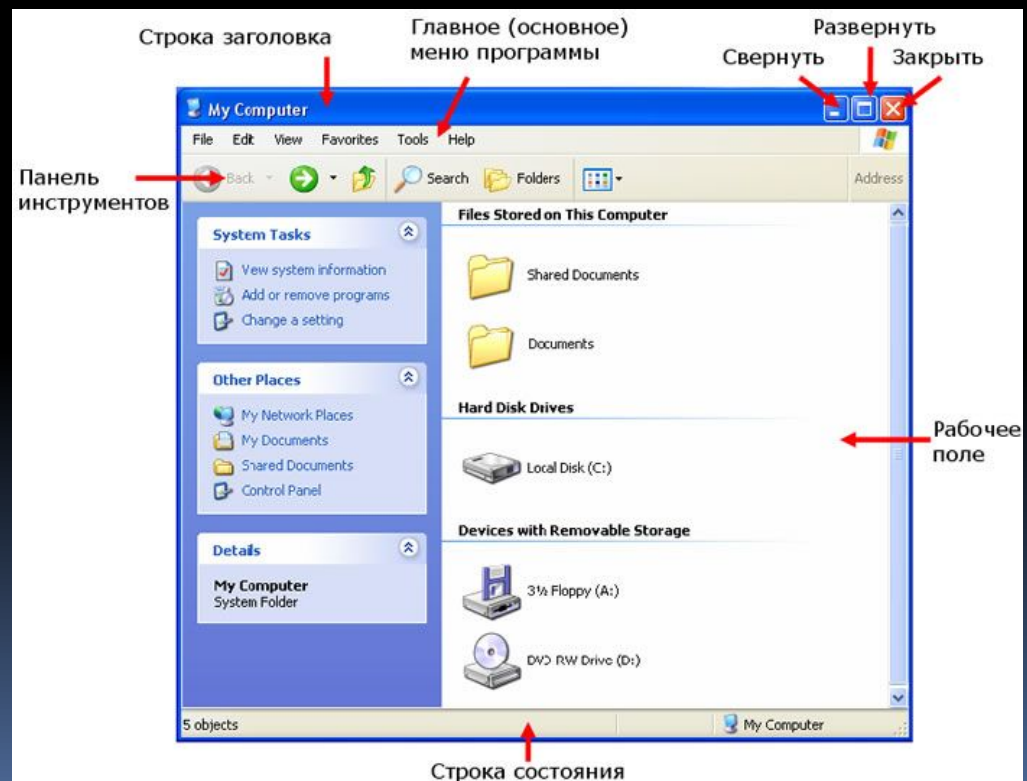 Строка заголовка
Главное (основное)
меню программы
Развернуть
Свернуть
Закрыть
My Computer
File Edit View Favorites Tools Help
Панель
инструментов
Back Search Folders Address
System Tasks
View system information
Add or remove programs
Change a setting
Other Places
My Network Places
My Documents
Shared Documents
Control Panel
Details
My Computer
System Folder
Files Stored on This Computer
Shared Documents
Documents
Hard Disk Drives
Local Disk (C:)
Рабочее
поле
Devices with Removable Storage
3½ Floppy (A:)
DVD RW Drive (D:)
5 objects My Computer
Строка состояния